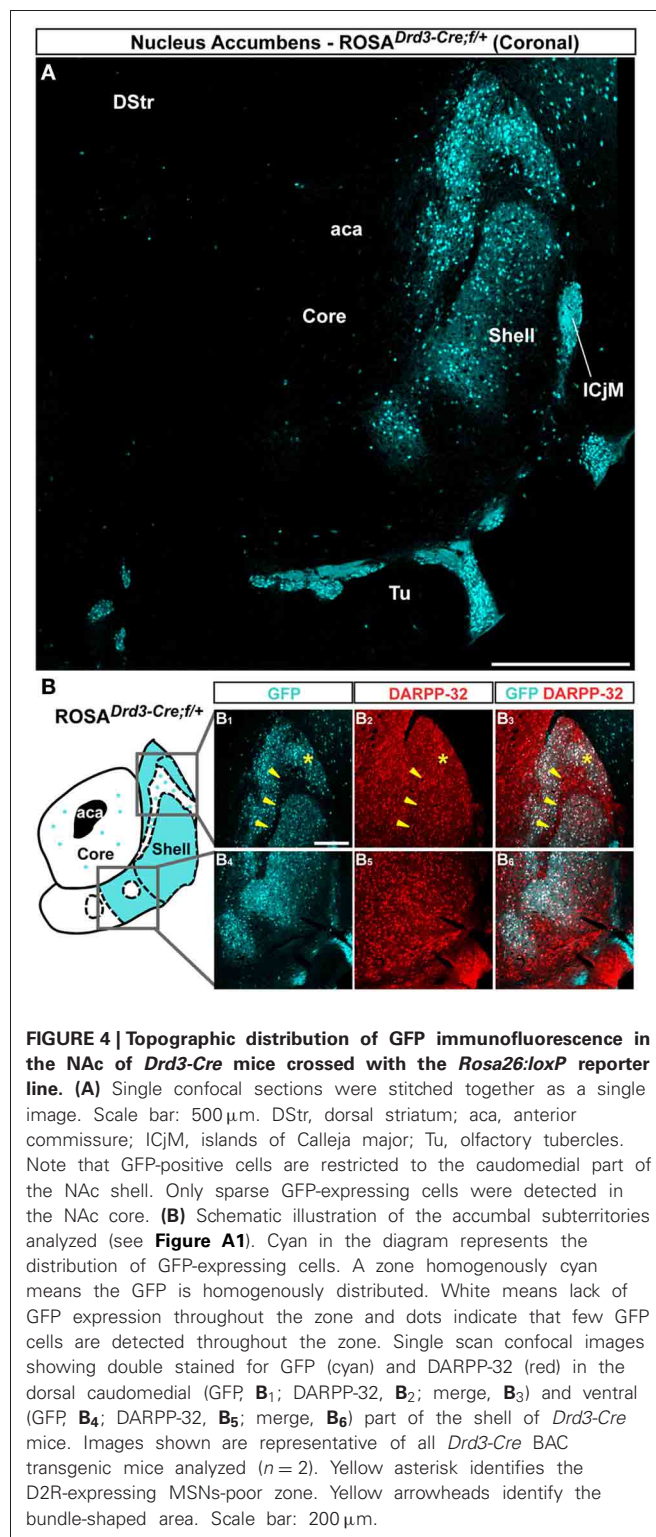 Nucleus Accumbens - ROSA^Drd3-Cre;f/+ (Coronal)
A
DStr
aca
Core
Shell
ICjM
Tu
B
ROSA^Drd3-Cre;f/+
aca
Core
Shell
GFP
DARPP-32
GFP DARPP-32
B1
*
B2
*
B3
*
B4
B5
B6
FIGURE 4 | Topographic distribution of GFP immunofluorescence in
the NAc of Drd3-Cre mice crossed with the Rosa26:loxP reporter
line. (A) Single confocal sections were stitched together as a single
image. Scale bar: 500 μm. DStr, dorsal striatum; aca, anterior
commissure; ICjM, islands of Calleja major; Tu, olfactory tubercles.
Note that GFP-positive cells are restricted to the caudomedial part of
the NAc shell. Only sparse GFP-expressing cells were detected in
the NAc core. (B) Schematic illustration of the accumbal subterritories
analyzed (see Figure A1). Cyan in the diagram represents the
distribution of GFP-expressing cells. A zone homogenously cyan
means the GFP is homogenously distributed. White means lack of
GFP expression throughout the zone and dots indicate that few GFP
cells are detected throughout the zone. Single scan confocal images
showing double stained for GFP (cyan) and DARPP-32 (red) in the
dorsal caudomedial (GFP, B1; DARPP-32, B2; merge, B3) and ventral
(GFP, B4; DARPP-32, B5; merge, B6) part of the shell of Drd3-Cre
mice. Images shown are representative of all Drd3-Cre BAC
transgenic mice analyzed (n = 2). Yellow asterisk identifies the
D2R-expressing MSNs-poor zone. Yellow arrowheads identify the
bundle-shaped area. Scale bar: 200 μm.